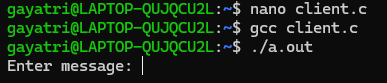 gayatri@LAPTOP-QUJQCU2L:~$ nano client.c
gayatri@LAPTOP-QUJQCU2L:~$ gcc client.c
gayatri@LAPTOP-QUJQCU2L:~$ ./a.out
Enter message: